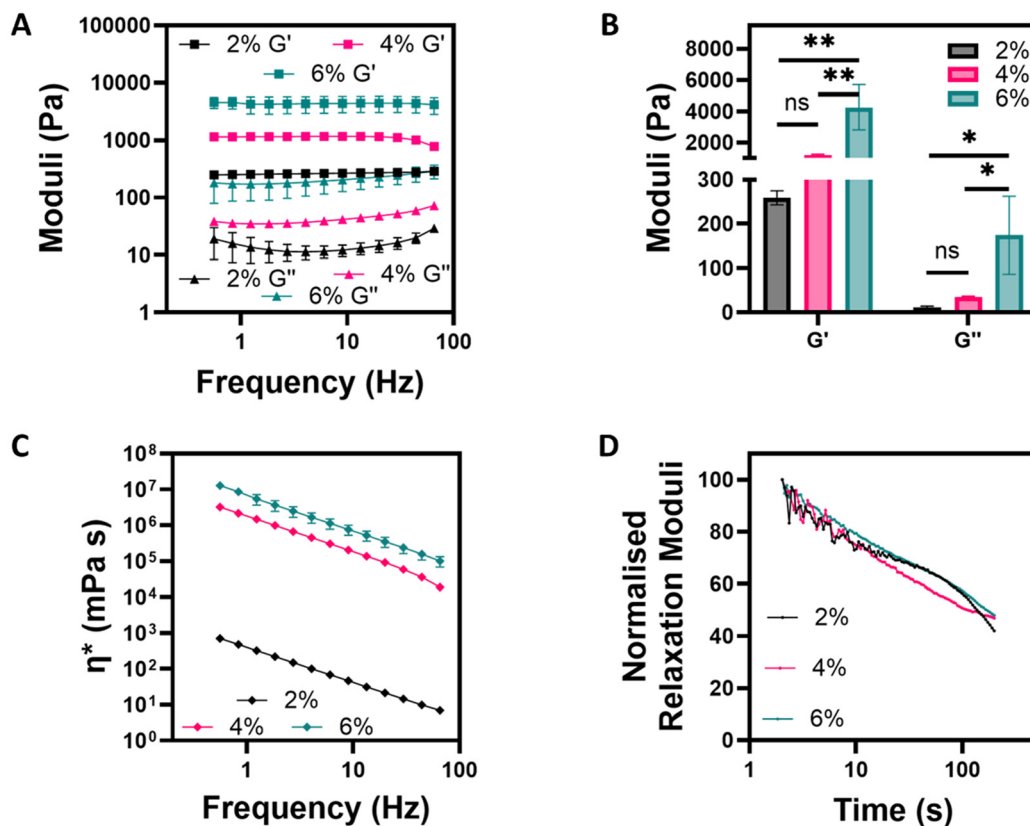 A
100000
10000
1000
100
10
1
Moduli (Pa)
2% G' 4% G'
6% G'
2% G" 4% G"
6% G"
1 10 100
Frequency (Hz)
B
8000
6000
4000
2000
300
200
100
0
Moduli (Pa)
**
**
ns
*
*
ns
2%
4%
6%
G' G"
C
10⁸
10⁷
10⁶
10⁵
10⁴
10³
10²
10¹
10⁰
η* (mPa s)
2%
4% 6%
1 10 100
Frequency (Hz)
D
100
80
60
40
20
0
Normalised
Relaxation Moduli
2%
4%
6%
1 10 100
Time (s)